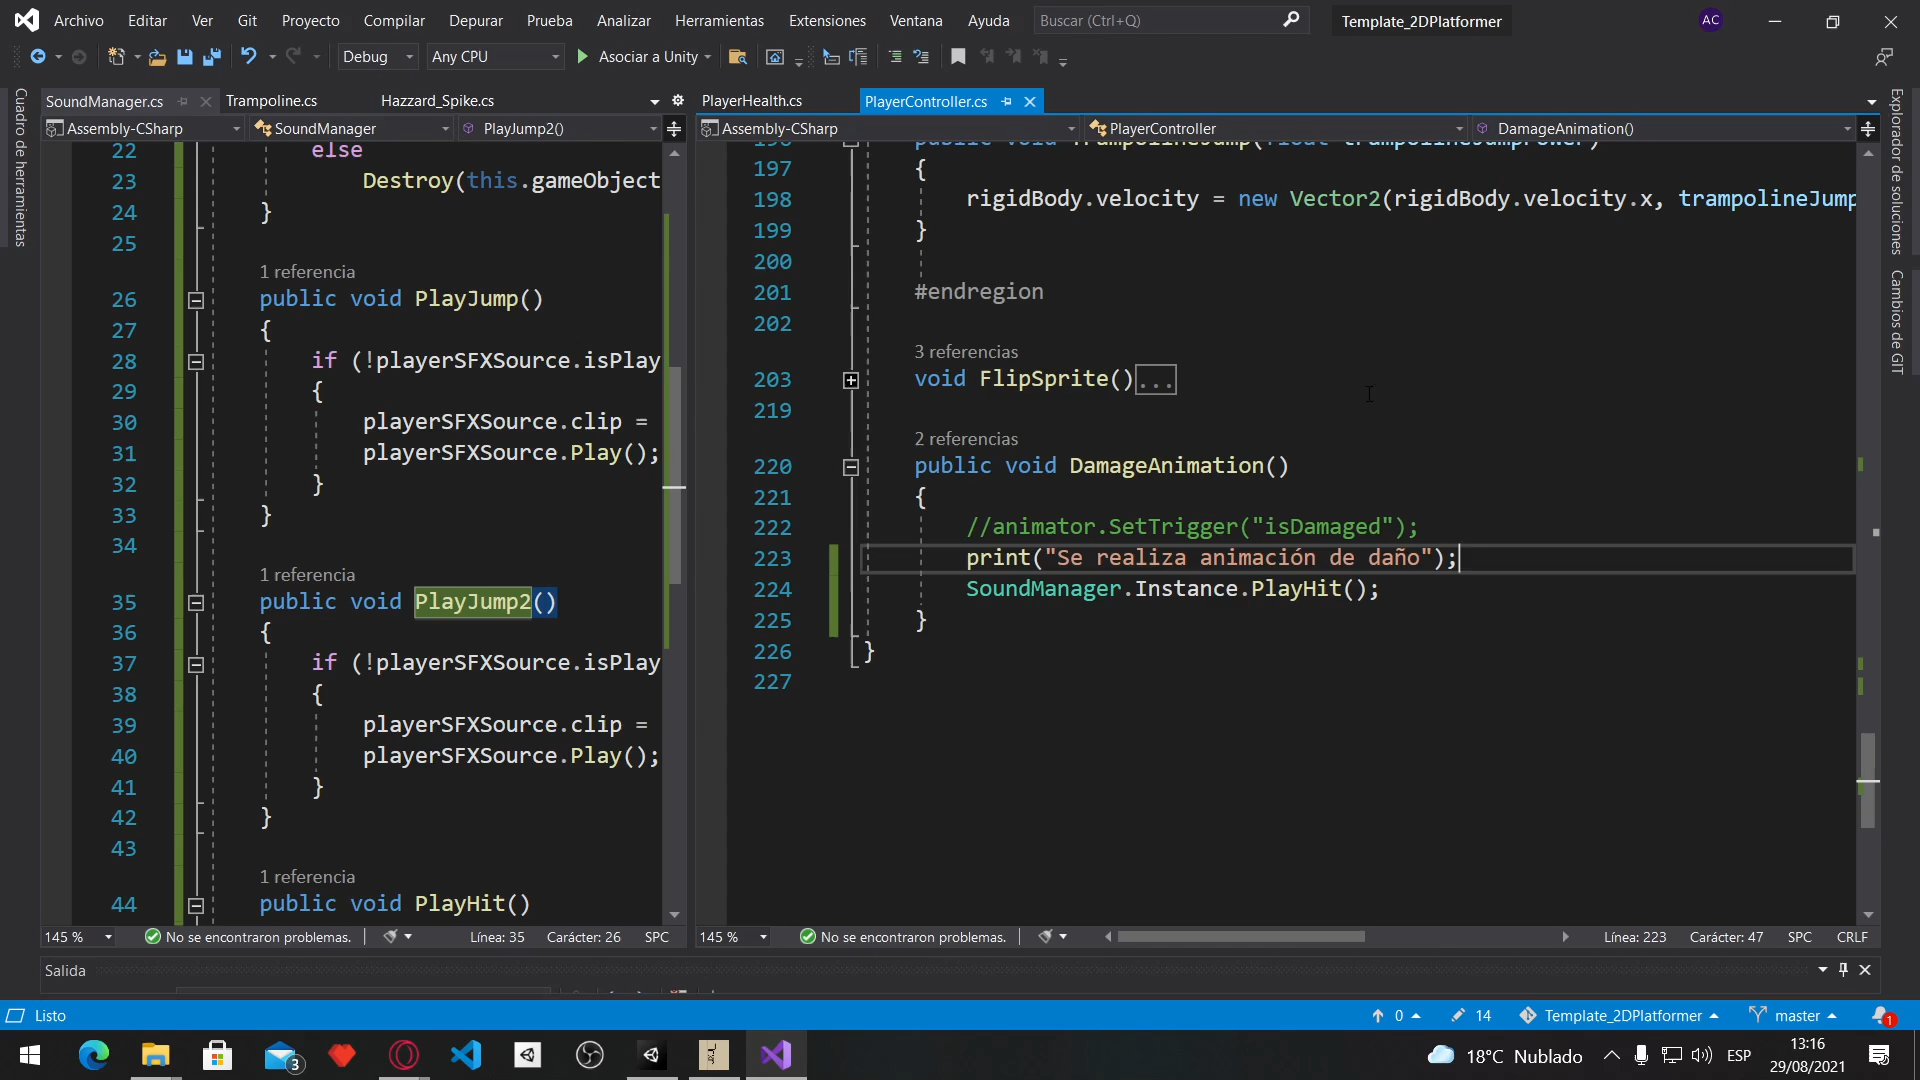 Archivo Editar Ver Git Proyecto Compilar Depurar Prueba Analizar Herramientas Extensiones Ventana Ayuda Buscar (Ctrl+Q) Template_2DPlatformer AC
Debug Any CPU Asociar a Unity
Cuadro de herramientas
SoundManager.cs Trampoline.cs Hazzard_Spike.cs
Assembly-CSharp SoundManager PlayJump2()
22 else
23 Destroy(this.gameObject
24 }
25
1 referencia
26 public void PlayJump()
27 {
28 if (!playerSFXSource.isPlay
29 {
30 playerSFXSource.clip =
31 playerSFXSource.Play();
32 }
33 }
34
1 referencia
35 public void PlayJump2()
36 {
37 if (!playerSFXSource.isPlay
38 {
39 playerSFXSource.clip =
40 playerSFXSource.Play();
41 }
42 }
43
1 referencia
44 public void PlayHit()
145 % No se encontraron problemas. Línea: 35 Carácter: 26 SPC
PlayerHealth.cs PlayerController.cs
Assembly-CSharp PlayerController DamageAnimation()
196 public void TrampolineJump(float trampolineJumpPower)
197 {
198 rigidBody.velocity = new Vector2(rigidBody.velocity.x, trampolineJump
199 }
200
201 #endregion
202
3 referencias
203 void FlipSprite()...
219
2 referencias
220 public void DamageAnimation()
221 {
222 //animator.SetTrigger("isDamaged");
223 print("Se realiza animación de daño");
224 SoundManager.Instance.PlayHit();
225 }
226 }
227
145 % No se encontraron problemas. Línea: 223 Carácter: 47 SPC CRLF
Explorador de soluciones
Cambios de GIT
Salida
Listo 0 14 Template_2DPlatformer master 1
3
18°C Nublado ESP 13:16
29/08/2021